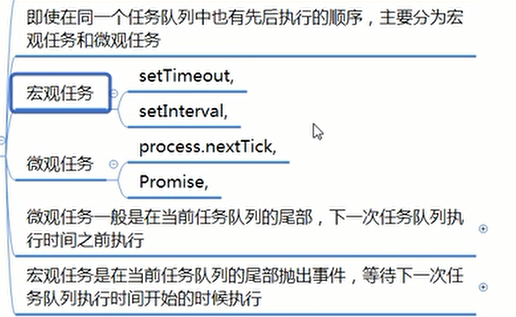 即使在同一个任务队列中也有先后执行的顺序，主要分为宏
观任务和微观任务
宏观任务
setTimeout,
setInterval,
微观任务
process.nextTick,
Promise,
微观任务一般是在当前任务队列的尾部，下一次任务队列执
行时间之前执行
宏观任务是在当前任务队列的尾部抛出事件，等待下一次任
务队列执行时间开始的时候执行